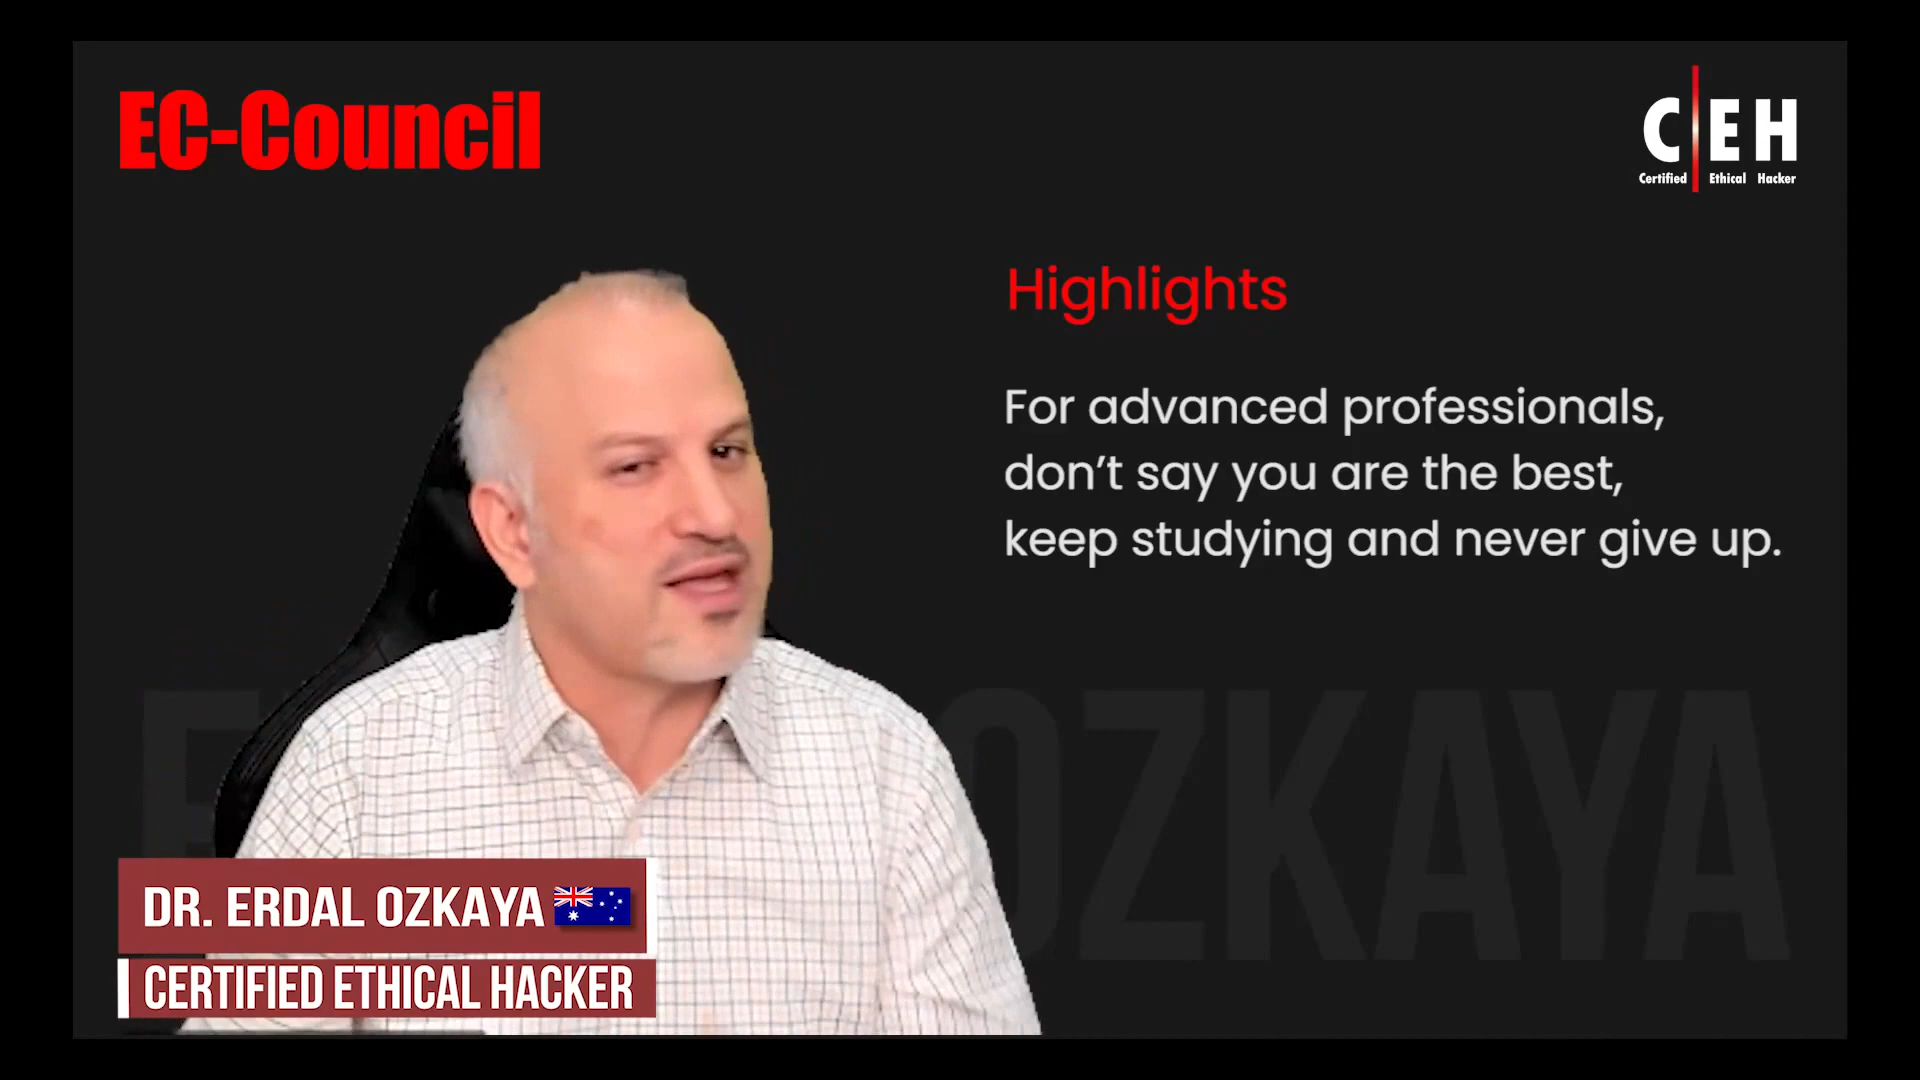 EC-Council
C|EH
Certified Ethical Hacker
Highlights
For advanced professionals,
don't say you are the best,
keep studying and never give up.
E OZKAYA
DR. ERDAL OZKAYA
CERTIFIED ETHICAL HACKER